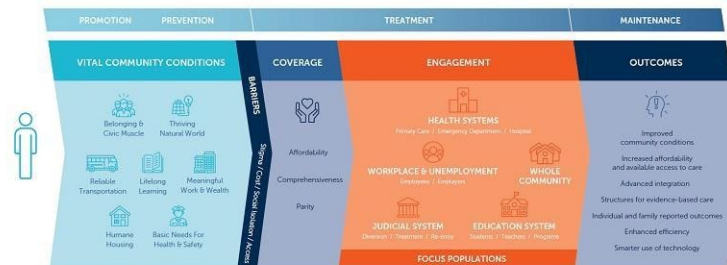 PROMOTION PREVENTION TREATMENT MAINTENANCE
VITAL COMMUNITY CONDITIONS
Belonging &
Civic Muscle
Thriving
Natural World
Reliable
Transportation
Lifelong
Learning
Meaningful
Work & Wealth
Humane
Housing
Basic Needs For
Health & Safety
BARRIERS
Stigma / Cost / Social Isolation / Access
COVERAGE
Affordability
Comprehensiveness
Parity
ENGAGEMENT
HEALTH SYSTEMS
Primary Care / Emergency Department / Hospital
WORKPLACE & UNEMPLOYMENT
Employees / Employers
WHOLE
COMMUNITY
JUDICIAL SYSTEM
Diversion / Treatment / Re-entry
EDUCATION SYSTEM
Students / Teachers / Programs
FOCUS POPULATIONS
OUTCOMES
Improved
community conditions
Increased affordability
and available access to care
Advanced integration
Structures for evidence-based care
Individual and family reported outcomes
Enhanced efficiency
Smarter use of technology